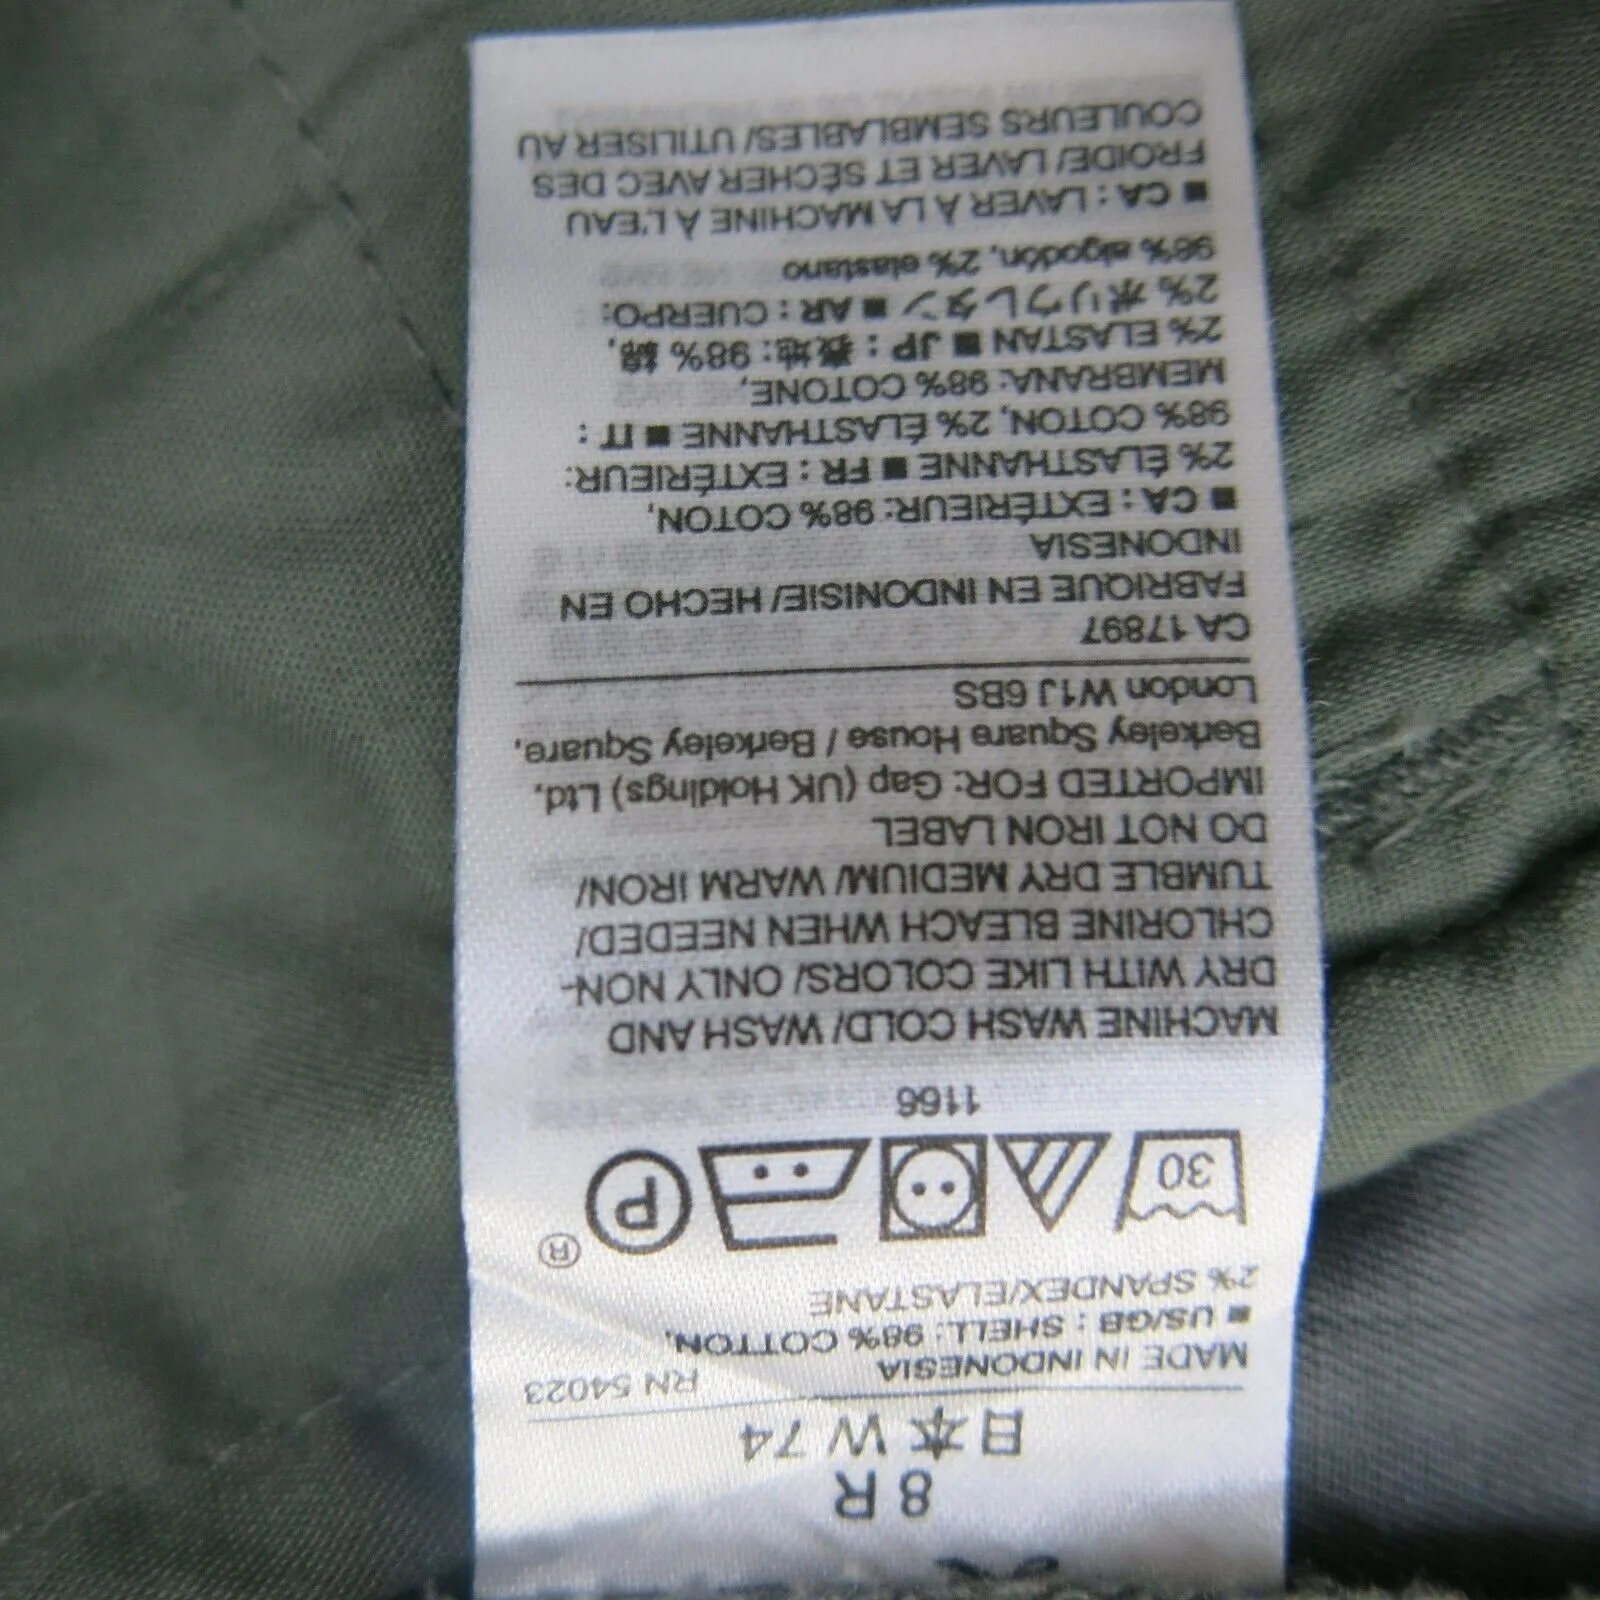 8 R
日本 W 74
MADE IN INDONESIA RN 54023
■ US/GB : SHELL: 98% COTTON,
2% SPANDEX/ELASTANE
30 P ®
1166
MACHINE WASH COLD/ WASH AND
DRY WITH LIKE COLORS/ ONLY NON-
CHLORINE BLEACH WHEN NEEDED/
TUMBLE DRY MEDIUM/ WARM IRON/
DO NOT IRON LABEL
IMPORTED FOR: Gap (UK Holdings) Ltd,
Berkeley Square House / Berkeley Square,
London W1J 6BS
CA 17897
FABRIQUE EN INDONISIE/ HECHO EN
INDONESIA
■ CA : EXTÉRIEUR: 98% COTON,
2% ÉLASTHANNE ■ FR : EXTÉRIEUR:
98% COTON, 2% ÉLASTHANNE ■ IT :
MEMBRANA: 98% COTONE,
2% ELASTAN ■ JP : 表地: 98% 綿,
2% ポリウレタン ■ AR : CUERPO:
98% algodón, 2% elastano
■ CA : LAVER À LA MACHINE À L'EAU
FROIDE/ LAVER ET SÉCHER AVEC DES
COULEURS SEMBLABLES/ UTILISER AU